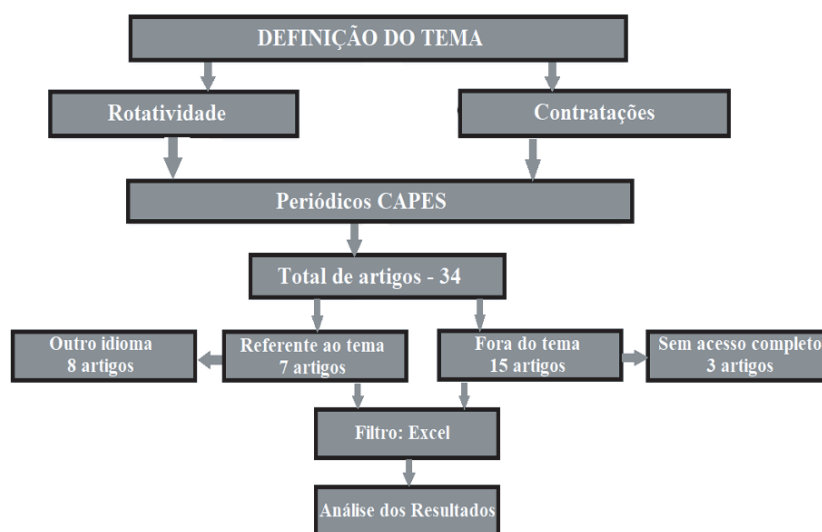 DEFINIÇÃO DO TEMA
Rotatividade
Contratações
Periódicos CAPES
Total de artigos - 34
Outro idioma
8 artigos
Referente ao tema
7 artigos
Fora do tema
15 artigos
Sem acesso completo
3 artigos
Filtro: Excel
Análise dos Resultados